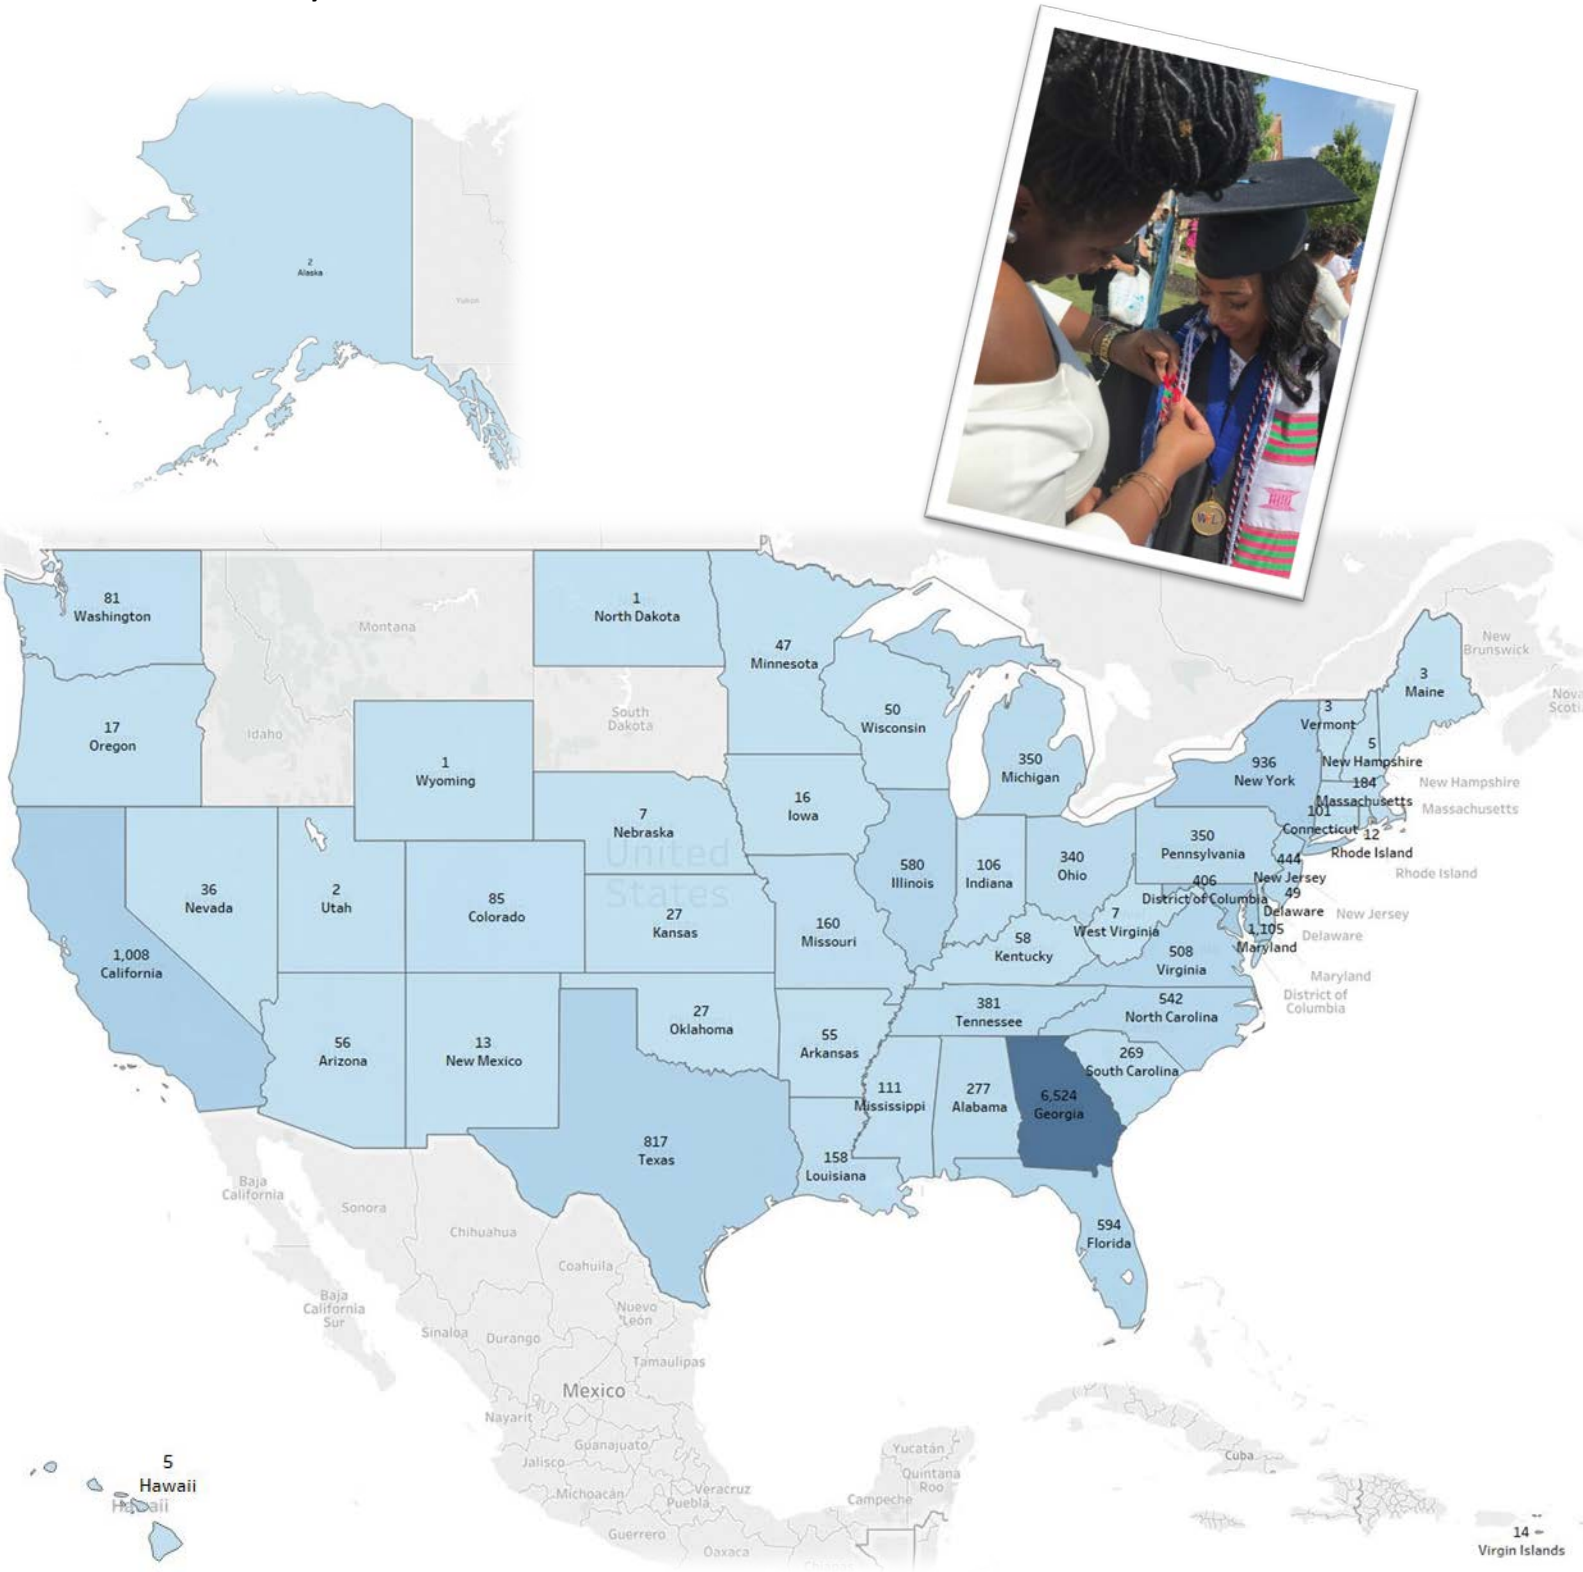 2
Alaska
Yukon
81
Washington
Montana
1
North Dakota
47
Minnesota
New
Brunswick
3
Maine
Nova
Scoti
17
Oregon
Idaho
South
Dakota
50
Wisconsin
3
Vermont
5
New Hampshire
1
Wyoming
350
Michigan
936
New York
184
Massachusetts
New Hampshire
Massachusetts
7
Nebraska
16
Iowa
101
Connecticut
12
Rhode Island
Rhode Island
United
States
36
Nevada
2
Utah
85
Colorado
27
Kansas
160
Missouri
580
Illinois
106
Indiana
340
Ohio
350
Pennsylvania
444
New Jersey
406
District of Columbia
49
Delaware
New Jersey
Delaware
1,105
Maryland
Maryland
District of
Columbia
7
West Virginia
58
Kentucky
508
Virginia
1,008
California
56
Arizona
13
New Mexico
27
Oklahoma
55
Arkansas
381
Tennessee
542
North Carolina
269
South Carolina
111
Mississippi
277
Alabama
6,524
Georgia
817
Texas
158
Louisiana
594
Florida
Baja
California
Sonora
Chihuahua
Coahuila
Baja
California
Sur
Nuevo
León
Sinaloa
Durango
Tamaulipas
Mexico
Nayarit
Guanajuato
Jalisco
Michoacán
Veracruz
Puebla
Guerrero
Oaxaca
Chiapas
Yucatán
Quintana
Roo
Campeche
Cuba
5
Hawaii
Hawaii
14
Virgin Islands